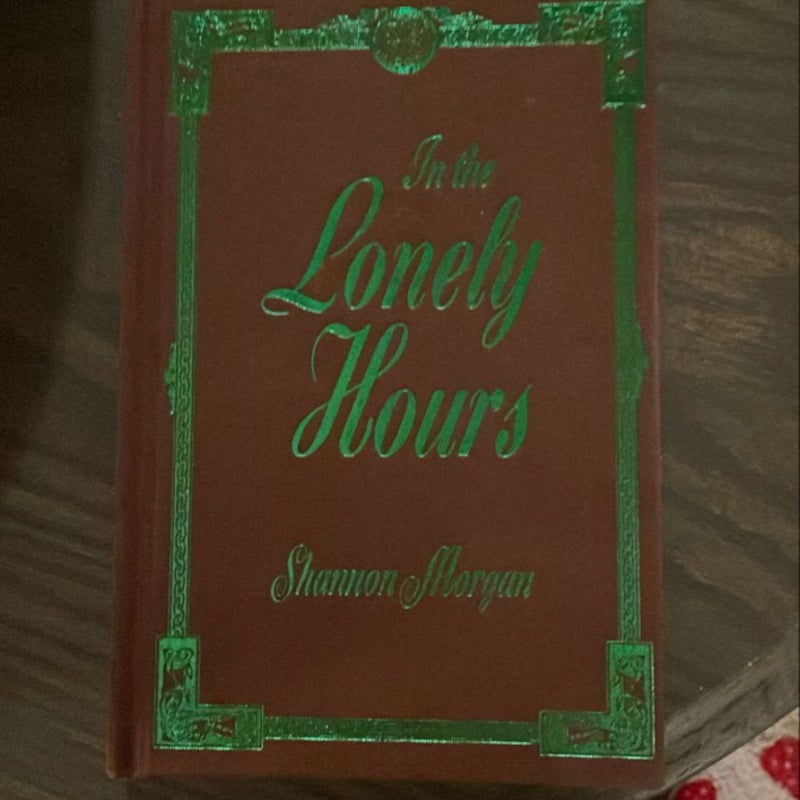 In the
Lonely
Hours
Shannon Morgan